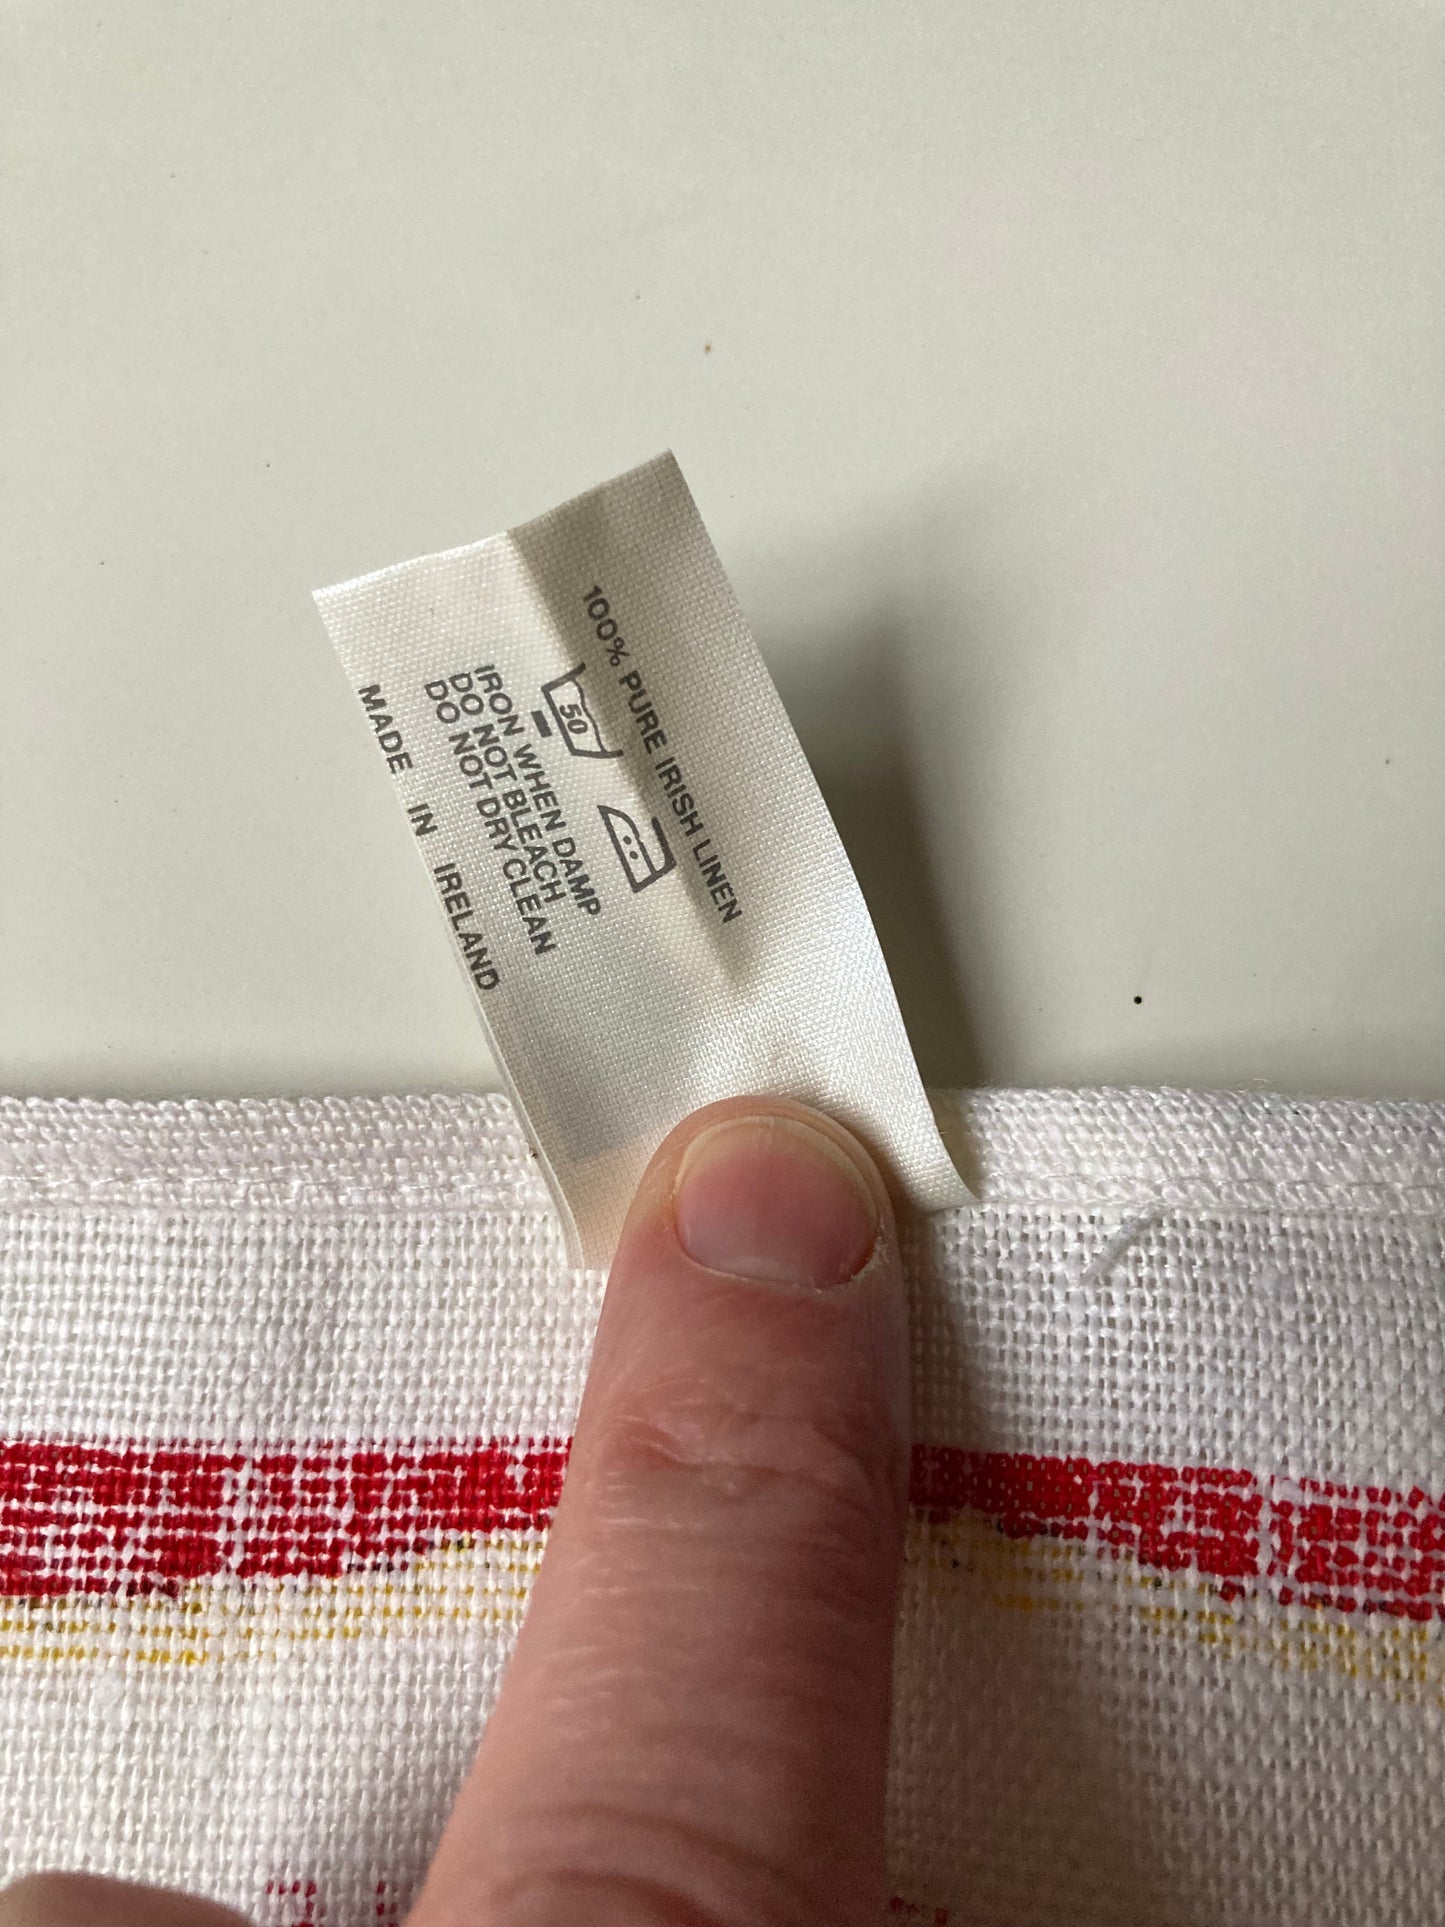 100% PURE IRISH LINEN
50
IRON WHEN DAMP
DO NOT BLEACH
DO NOT DRY CLEAN
MADE IN IRELAND